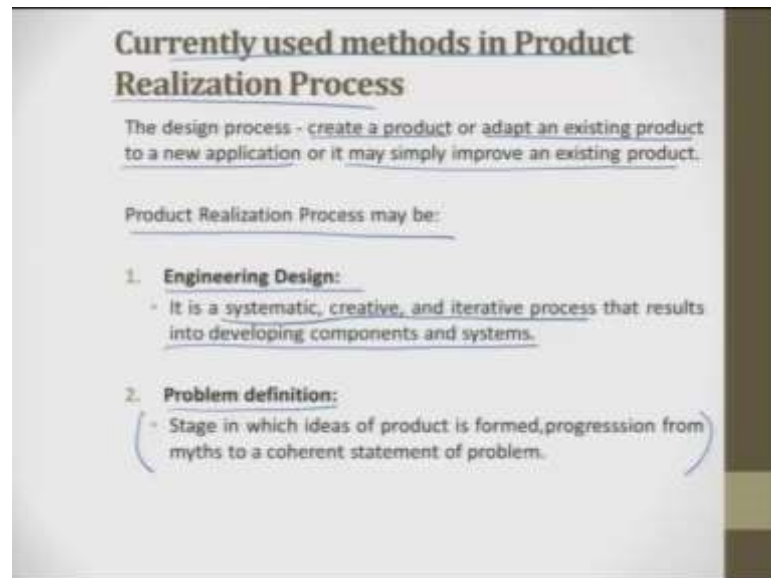 Currently used methods in Product
Realization Process
The design process - create a product or adapt an existing product
to a new application or it may simply improve an existing product.
Product Realization Process may be:
1. Engineering Design:
◦ It is a systematic, creative, and iterative process that results
into developing components and systems.
2. Problem definition:
◦ Stage in which ideas of product is formed,progresssion from
myths to a coherent statement of problem.